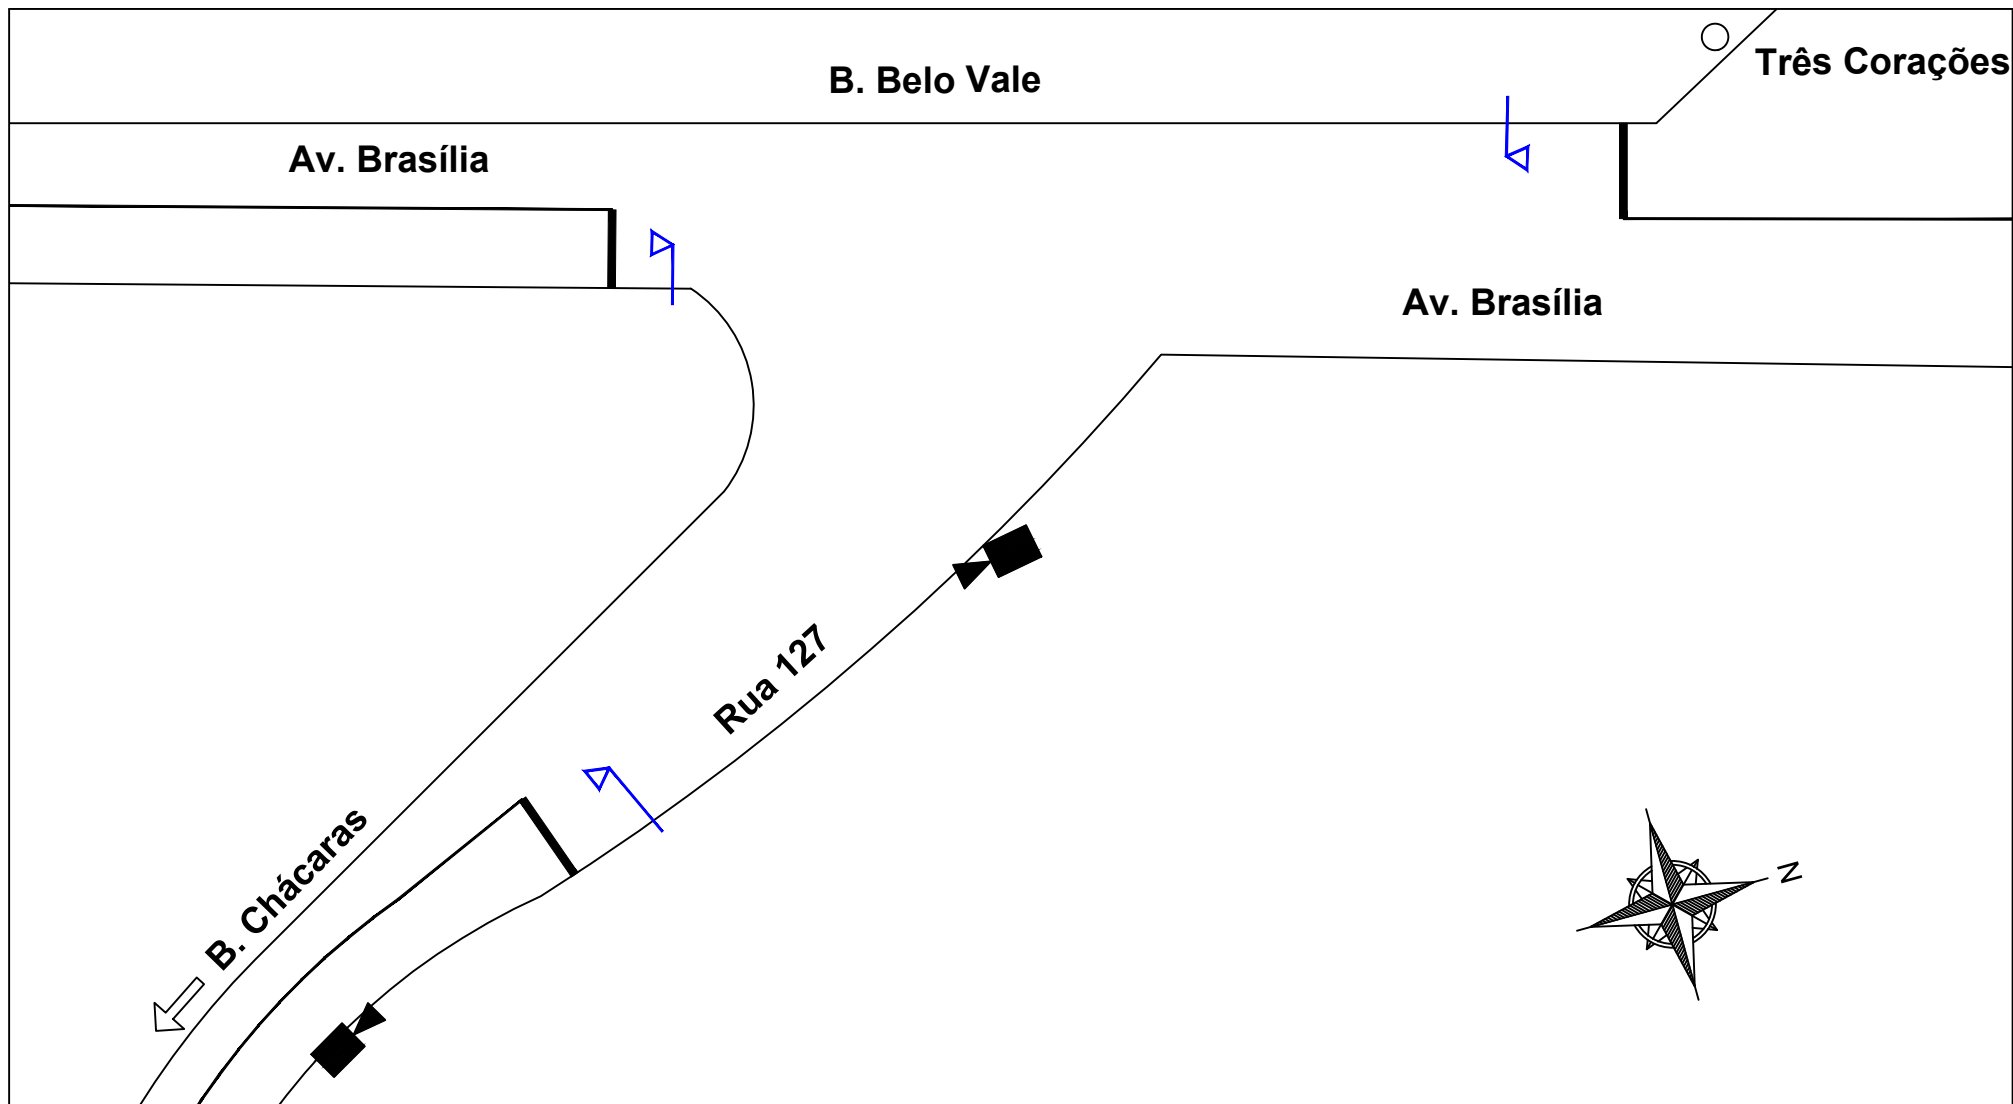 B. Belo Vale
Três Corações
Av. Brasília
Av. Brasília
Rua 127
B. Chácaras
N